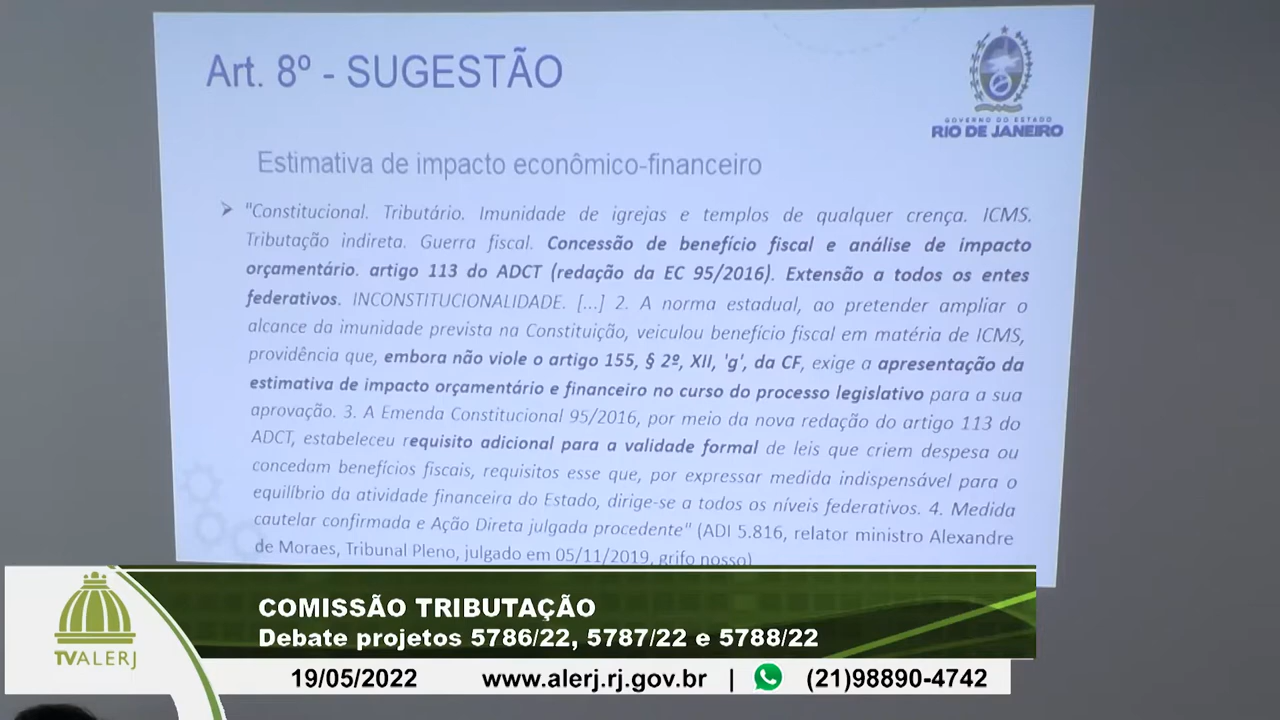 Art. 8º - SUGESTÃO
GOVERNO DO ESTADO
RIO DE JANEIRO
Estimativa de impacto econômico-financeiro
"Constitucional. Tributário. Imunidade de igrejas e templos de qualquer crença. ICMS.
Tributação indireta. Guerra fiscal. Concessão de benefício fiscal e análise de impacto
orçamentário. artigo 113 do ADCT (redação da EC 95/2016). Extensão a todos os entes
federativos. INCONSTITUCIONALIDADE. [...] 2. A norma estadual, ao pretender ampliar o
alcance da imunidade prevista na Constituição, veiculou benefício fiscal em matéria de ICMS,
providência que, embora não viole o artigo 155, § 2º, XII, 'g', da CF, exige a apresentação da
estimativa de impacto orçamentário e financeiro no curso do processo legislativo para a sua
aprovação. 3. A Emenda Constitucional 95/2016, por meio da nova redação do artigo 113 do
ADCT, estabeleceu requisito adicional para a validade formal de leis que criem despesa ou
concedam benefícios fiscais, requisitos esse que, por expressar medida indispensável para o
equilíbrio da atividade financeira do Estado, dirige-se a todos os níveis federativos. 4. Medida
cautelar confirmada e Ação Direta julgada procedente" (ADI 5.816, relator ministro Alexandre
de Moraes, Tribunal Pleno, julgado em 05/11/2019, grifo nosso)
COMISSÃO TRIBUTAÇÃO
Debate projetos 5786/22, 5787/22 e 5788/22
TVALERJ
19/05/2022 www.alerj.rj.gov.br | (21)98890-4742